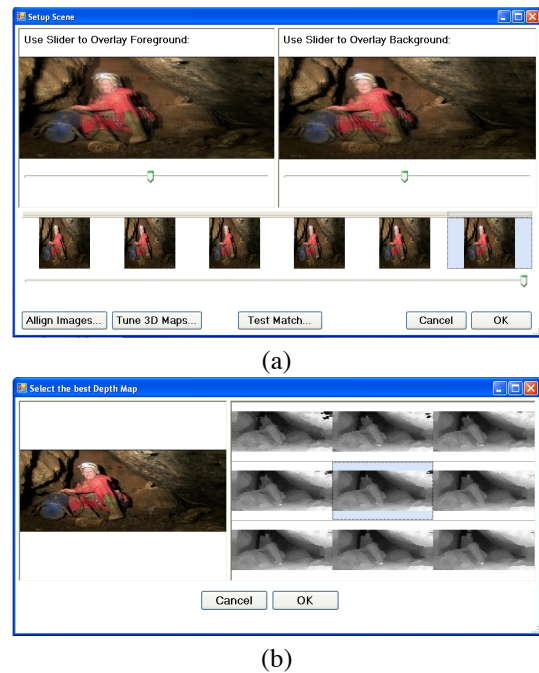 Setup Scene
Use Slider to Overlay Foreground:
Use Slider to Overlay Background:
Allign Images... Tune 3D Maps... Test Match... Cancel OK
(a)
Select the best Depth Map
Cancel OK
(b)